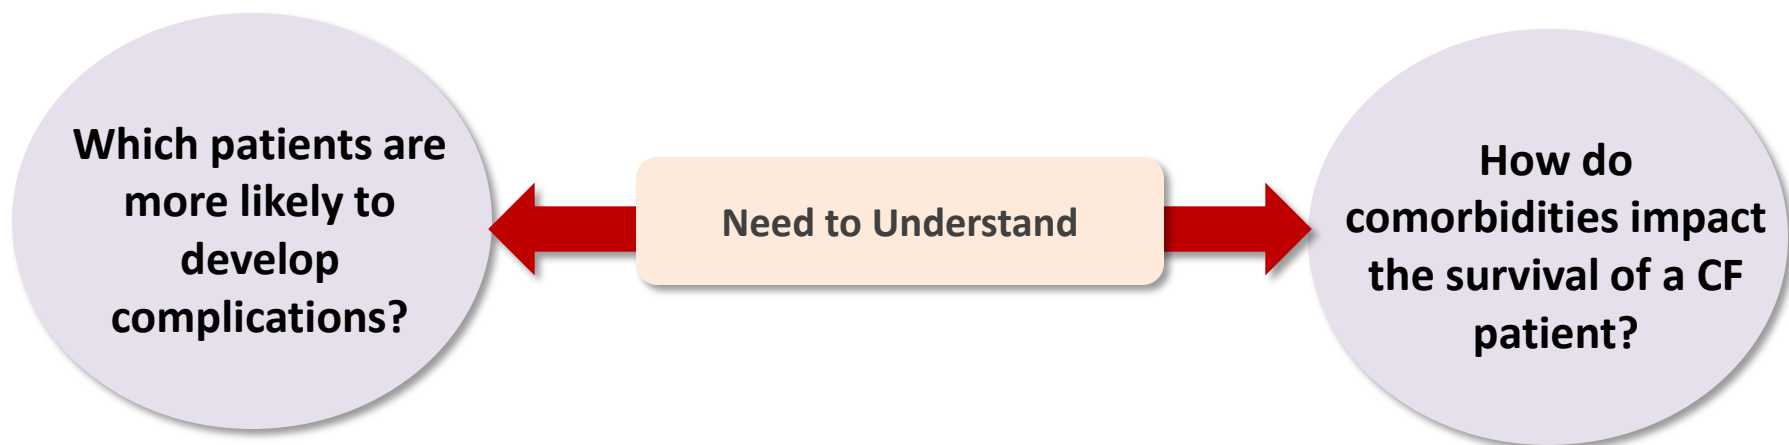 Which patients are
more likely to
develop
complications?
Need to Understand
How do
comorbidities impact
the survival of a CF
patient?